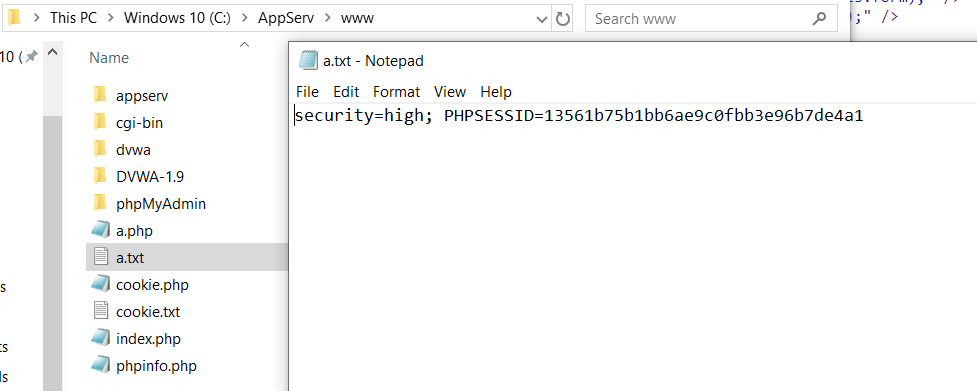 This PC > Windows 10 (C:) > AppServ > www
Search www
s.form);" />
);" />
10 (
Name
a.txt - Notepad
File Edit Format View Help
security=high; PHPSESSID=13561b75b1bb6ae9c0fbb3e96b7de4a1
appserv
cgi-bin
dvwa
DVWA-1.9
phpMyAdmin
a.php
a.txt
cookie.php
cookie.txt
index.php
phpinfo.php
s
ts
ds